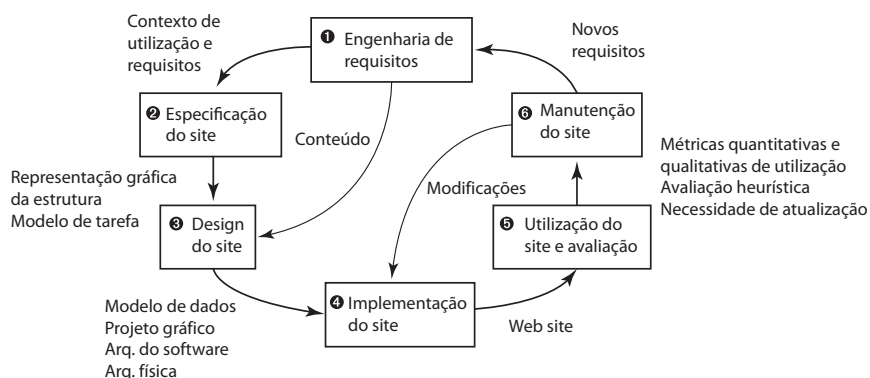 Contexto de
utilização e
requisitos
❶ Engenharia de
requisitos
Novos
requisitos
❷ Especificação
do site
Conteúdo
❻ Manutenção
do site
Representação gráfica
da estrutura
Modelo de tarefa
Modificações
Métricas quantitativas e
qualitativas de utilização
Avaliação heurística
Necessidade de atualização
❸ Design
do site
❺ Utilização do
site e avaliação
Modelo de dados
Projeto gráfico
Arq. do software
Arq. física
❹ Implementação
do site
Web site